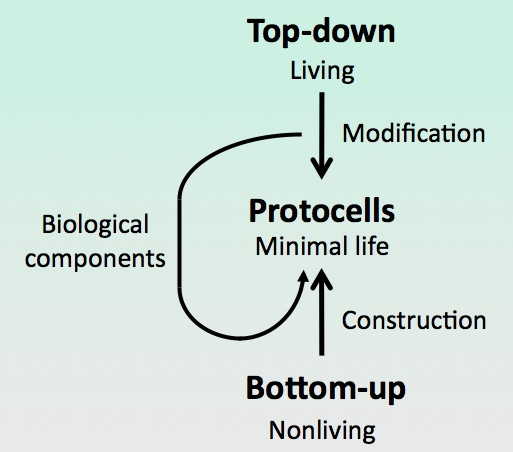 Top-down
Living
Modification
Protocells
Minimal life
Biological
components
Construction
Bottom-up
Nonliving